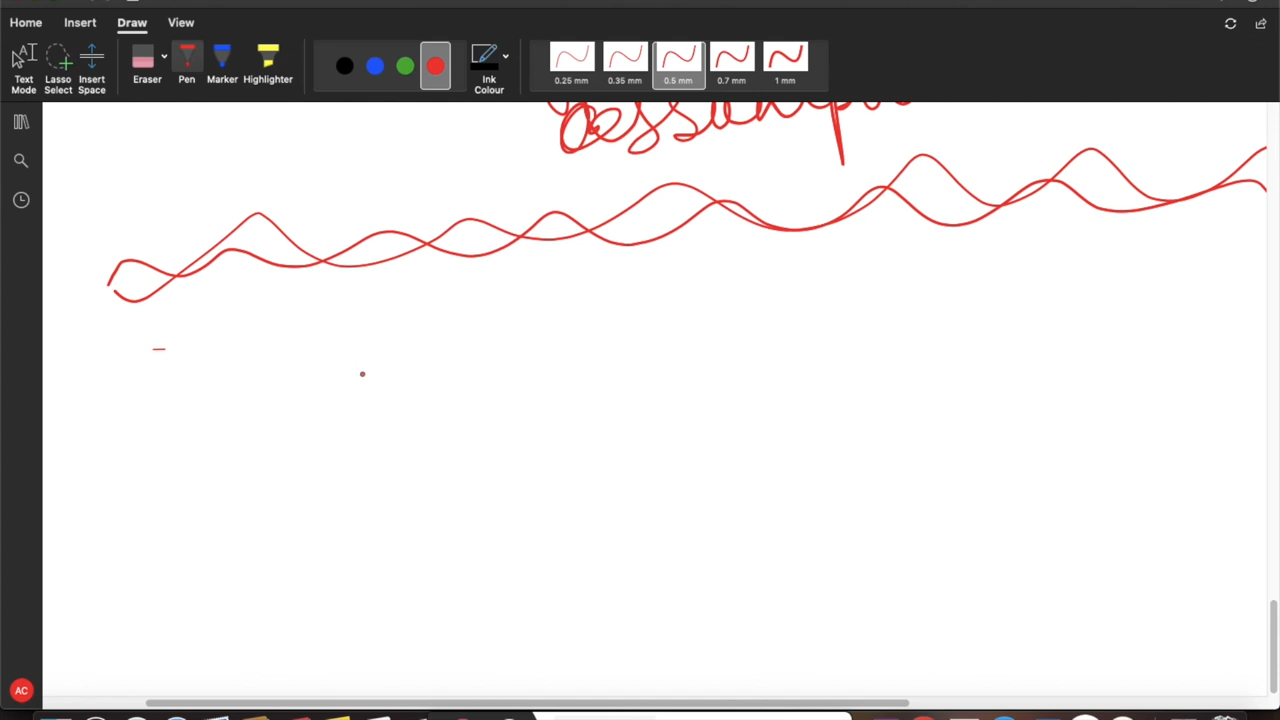 Home Insert Draw View
Text Mode Lasso Select Insert Space Eraser Pen Marker Highlighter Ink Colour 0.25 mm 0.35 mm 0.5 mm 0.7 mm 1 mm
AC